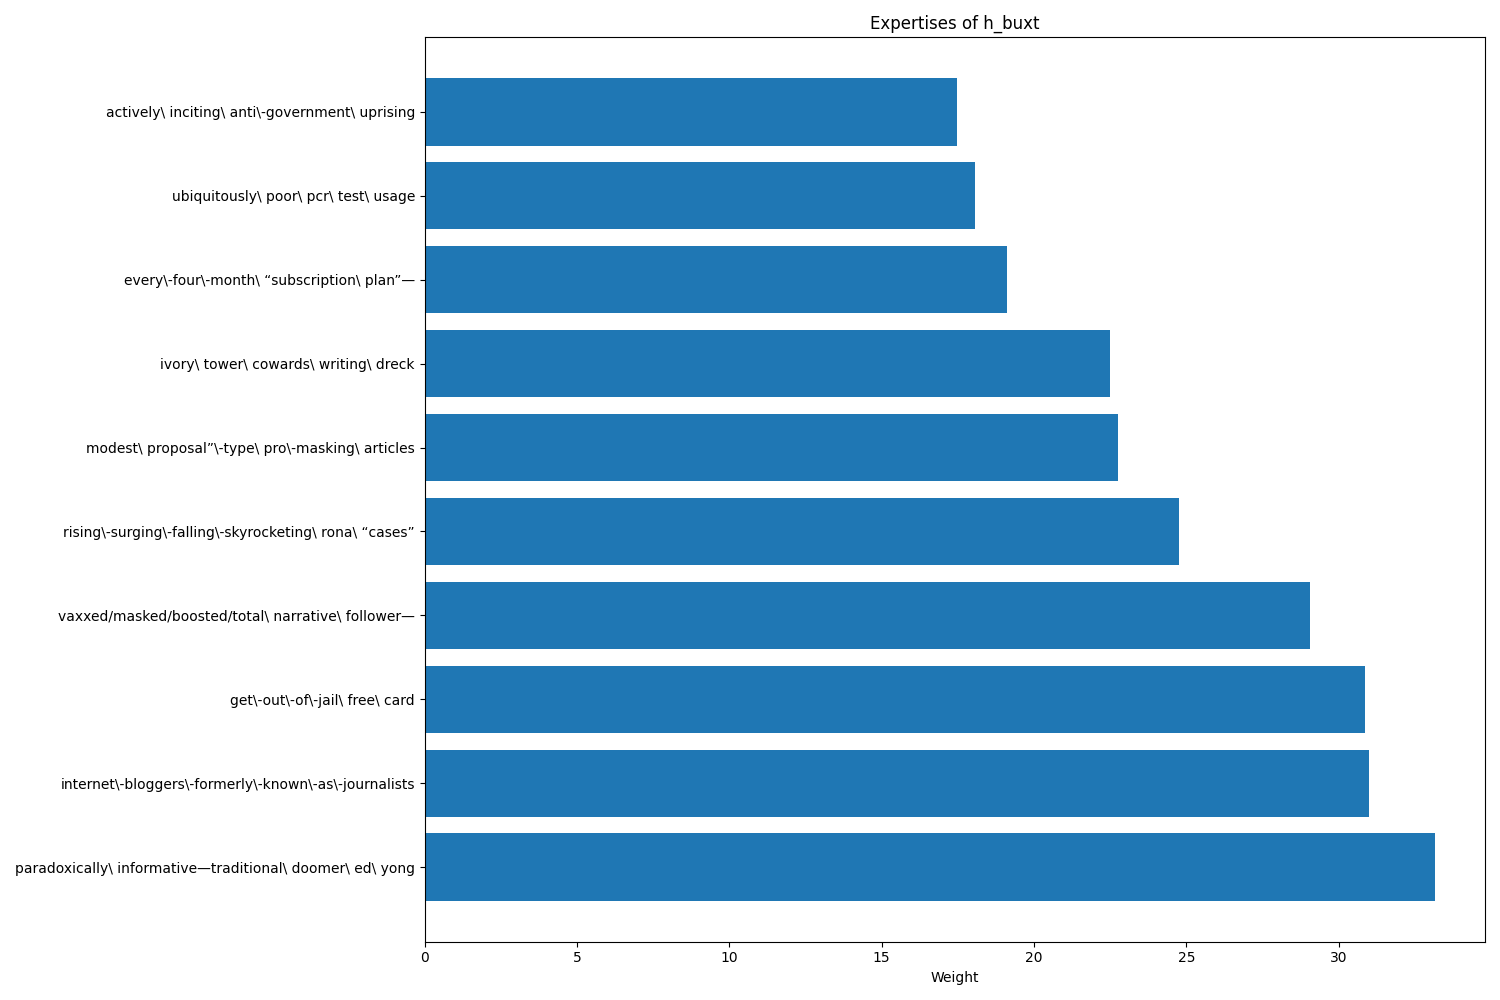 Expertises of h_buxt
actively\ inciting\ anti\-government\ uprising
ubiquitously\ poor\ pcr\ test\ usage
every\-four\-month\ “subscription\ plan”—
ivory\ tower\ cowards\ writing\ dreck
modest\ proposal”\-type\ pro\-masking\ articles
rising\-surging\-falling\-skyrocketing\ rona\ “cases”
vaxxed/masked/boosted/total\ narrative\ follower—
get\-out\-of\-jail\ free\ card
internet\-bloggers\-formerly\-known\-as\-journalists
paradoxically\ informative—traditional\ doomer\ ed\ yong
0 5 10 15 20 25 30
Weight